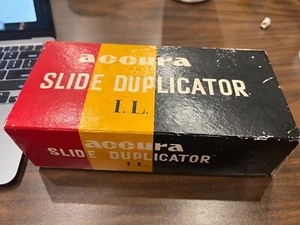 accura
SLIDE DUPLICATOR
I.L.
accura
SLIDE DUPLICATOR
I L